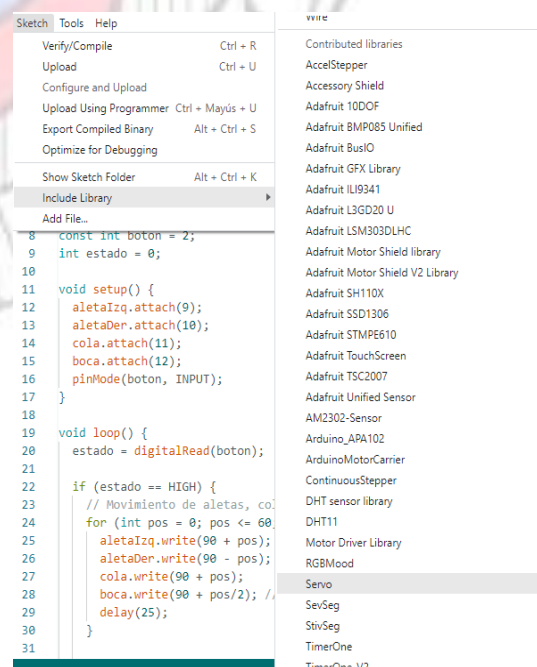 Sketch Tools Help
Verify/Compile Ctrl + R
Upload Ctrl + U
Configure and Upload
Upload Using Programmer Ctrl + Mayús + U
Export Compiled Binary Alt + Ctrl + S
Optimize for Debugging
Show Sketch Folder Alt + Ctrl + K
Include Library
Add File...
8 const int boton = 2;
9 int estado = 0;
10
11 void setup() {
12 aletaIzq.attach(9);
13 aletaDer.attach(10);
14 cola.attach(11);
15 boca.attach(12);
16 pinMode(boton, INPUT);
17 }
18
19 void loop() {
20 estado = digitalRead(boton);
21
22 if (estado == HIGH) {
23 // Movimiento de aletas, col
24 for (int pos = 0; pos <= 60
25 aletaIzq.write(90 + pos);
26 aletaDer.write(90 - pos);
27 cola.write(90 + pos);
28 boca.write(90 + pos/2); //
29 delay(25);
30 }
31
Wire
Contributed libraries
AccelStepper
Accessory Shield
Adafruit 10DOF
Adafruit BMP085 Unified
Adafruit BusIO
Adafruit GFX Library
Adafruit ILI9341
Adafruit L3GD20 U
Adafruit LSM303DLHC
Adafruit Motor Shield library
Adafruit Motor Shield V2 Library
Adafruit SH110X
Adafruit SSD1306
Adafruit STMPE610
Adafruit TouchScreen
Adafruit TSC2007
Adafruit Unified Sensor
AM2302-Sensor
Arduino_APA102
ArduinoMotorCarrier
ContinuousStepper
DHT sensor library
DHT11
Motor Driver Library
RGBMood
Servo
SevSeg
StivSeg
TimerOne
TimerOne_V2